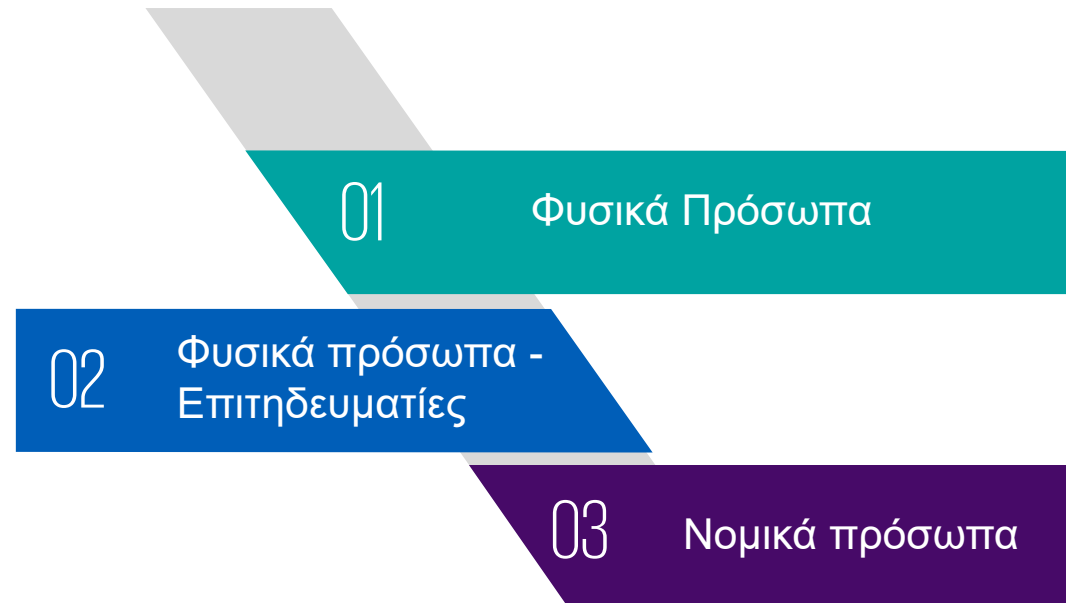 01 Φυσικά Πρόσωπα
02 Φυσικά πρόσωπα -
Επιτηδευματίες
03 Νομικά πρόσωπα